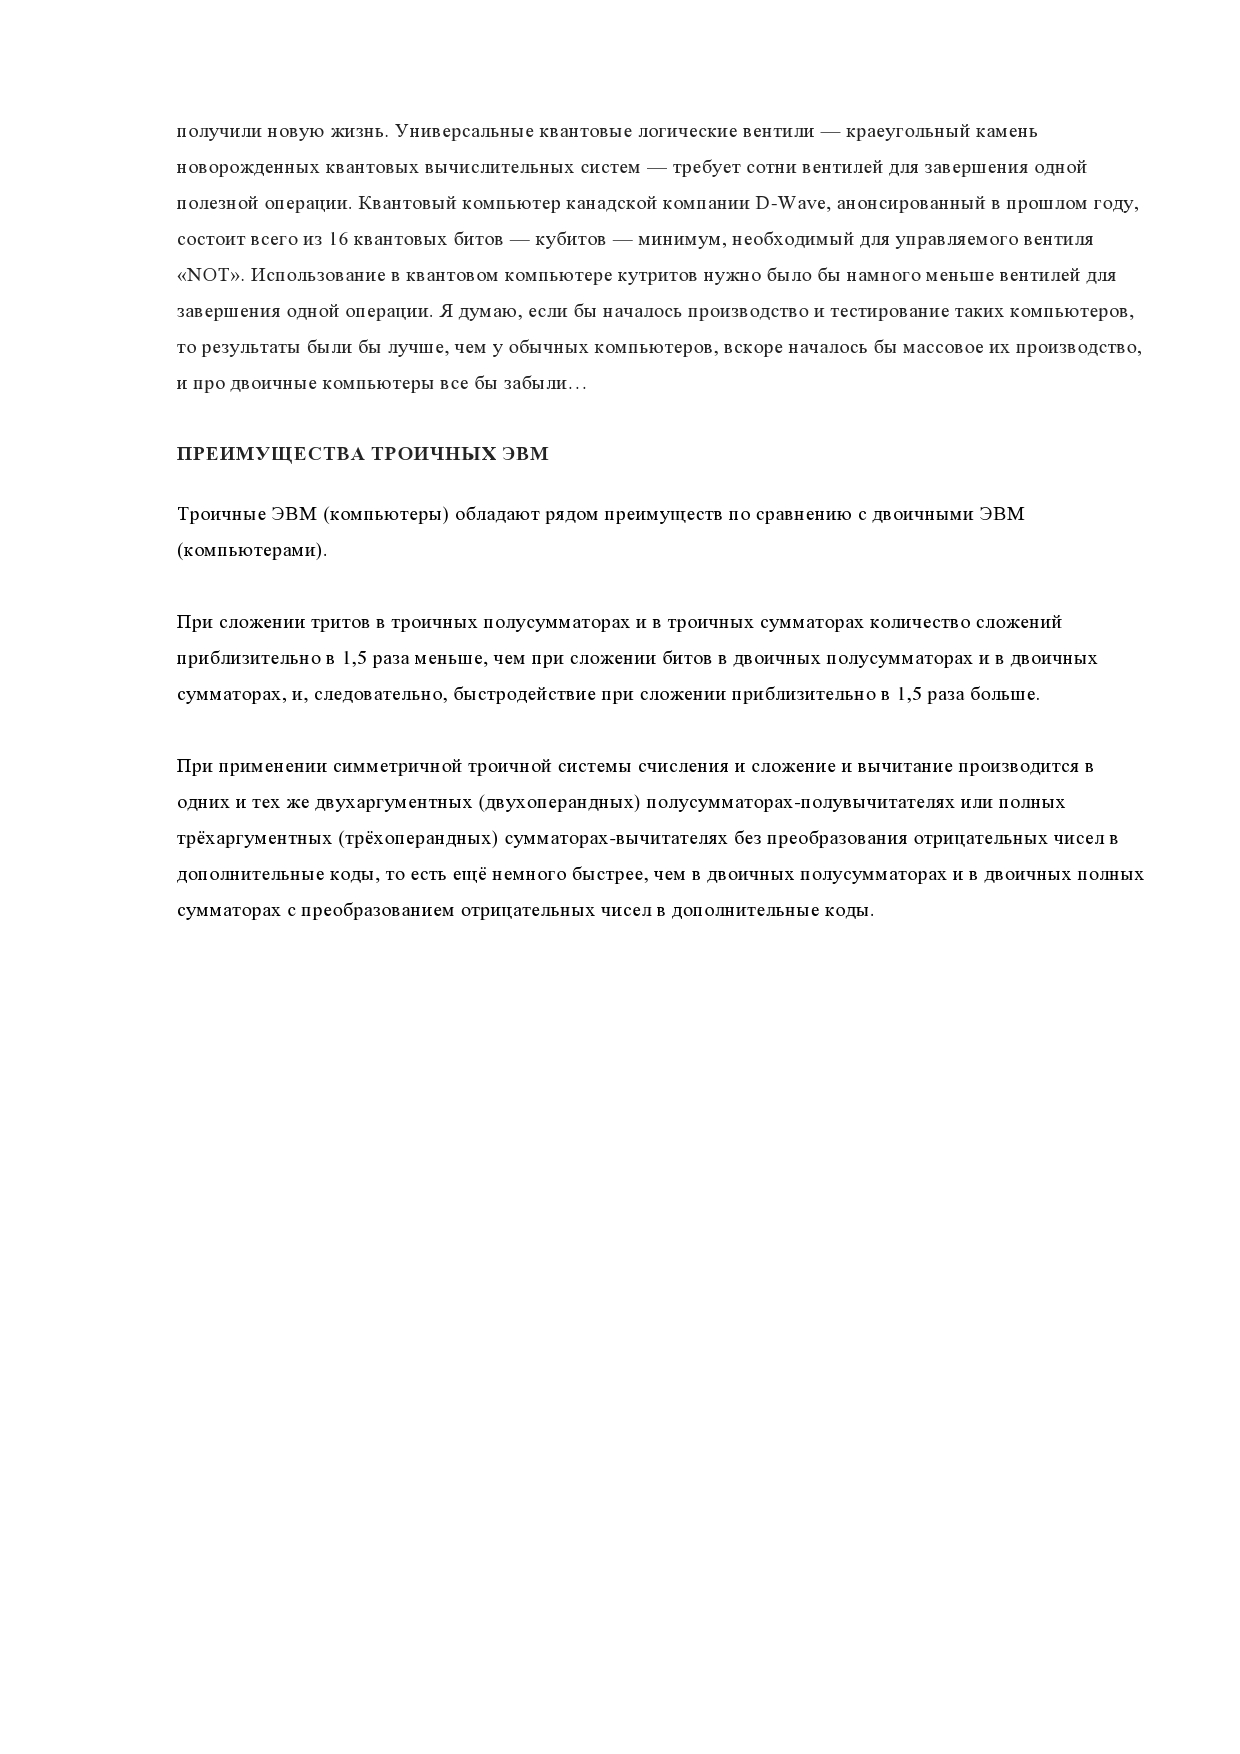 получили новую жизнь. Универсальные квантовые логические вентили — краеугольный камень
новорожденных квантовых вычислительных систем — требует сотни вентилей для завершения одной
полезной операции. Квантовый компьютер канадской компании D-Wave, анонсированный в прошлом году,
состоит всего из 16 квантовых битов — кубитов — минимум, необходимый для управляемого вентиля
«NOT». Использование в квантовом компьютере кутритов нужно было бы намного меньше вентилей для
завершения одной операции. Я думаю, если бы началось производство и тестирование таких компьютеров,
то результаты были бы лучше, чем у обычных компьютеров, вскоре началось бы массовое их производство,
и про двоичные компьютеры все бы забыли…
ПРЕИМУЩЕСТВА ТРОИЧНЫХ ЭВМ
Троичные ЭВМ (компьютеры) обладают рядом преимуществ по сравнению с двоичными ЭВМ
(компьютерами).
При сложении тритов в троичных полусумматорах и в троичных сумматорах количество сложений
приблизительно в 1,5 раза меньше, чем при сложении битов в двоичных полусумматорах и в двоичных
сумматорах, и, следовательно, быстродействие при сложении приблизительно в 1,5 раза больше.
При применении симметричной троичной системы счисления и сложение и вычитание производится в
одних и тех же двухаргументных (двухоперандных) полусумматорах-полувычитателях или полных
трёхаргументных (трёхоперандных) сумматорах-вычитателях без преобразования отрицательных чисел в
дополнительные коды, то есть ещё немного быстрее, чем в двоичных полусумматорах и в двоичных полных
сумматорах с преобразованием отрицательных чисел в дополнительные коды.